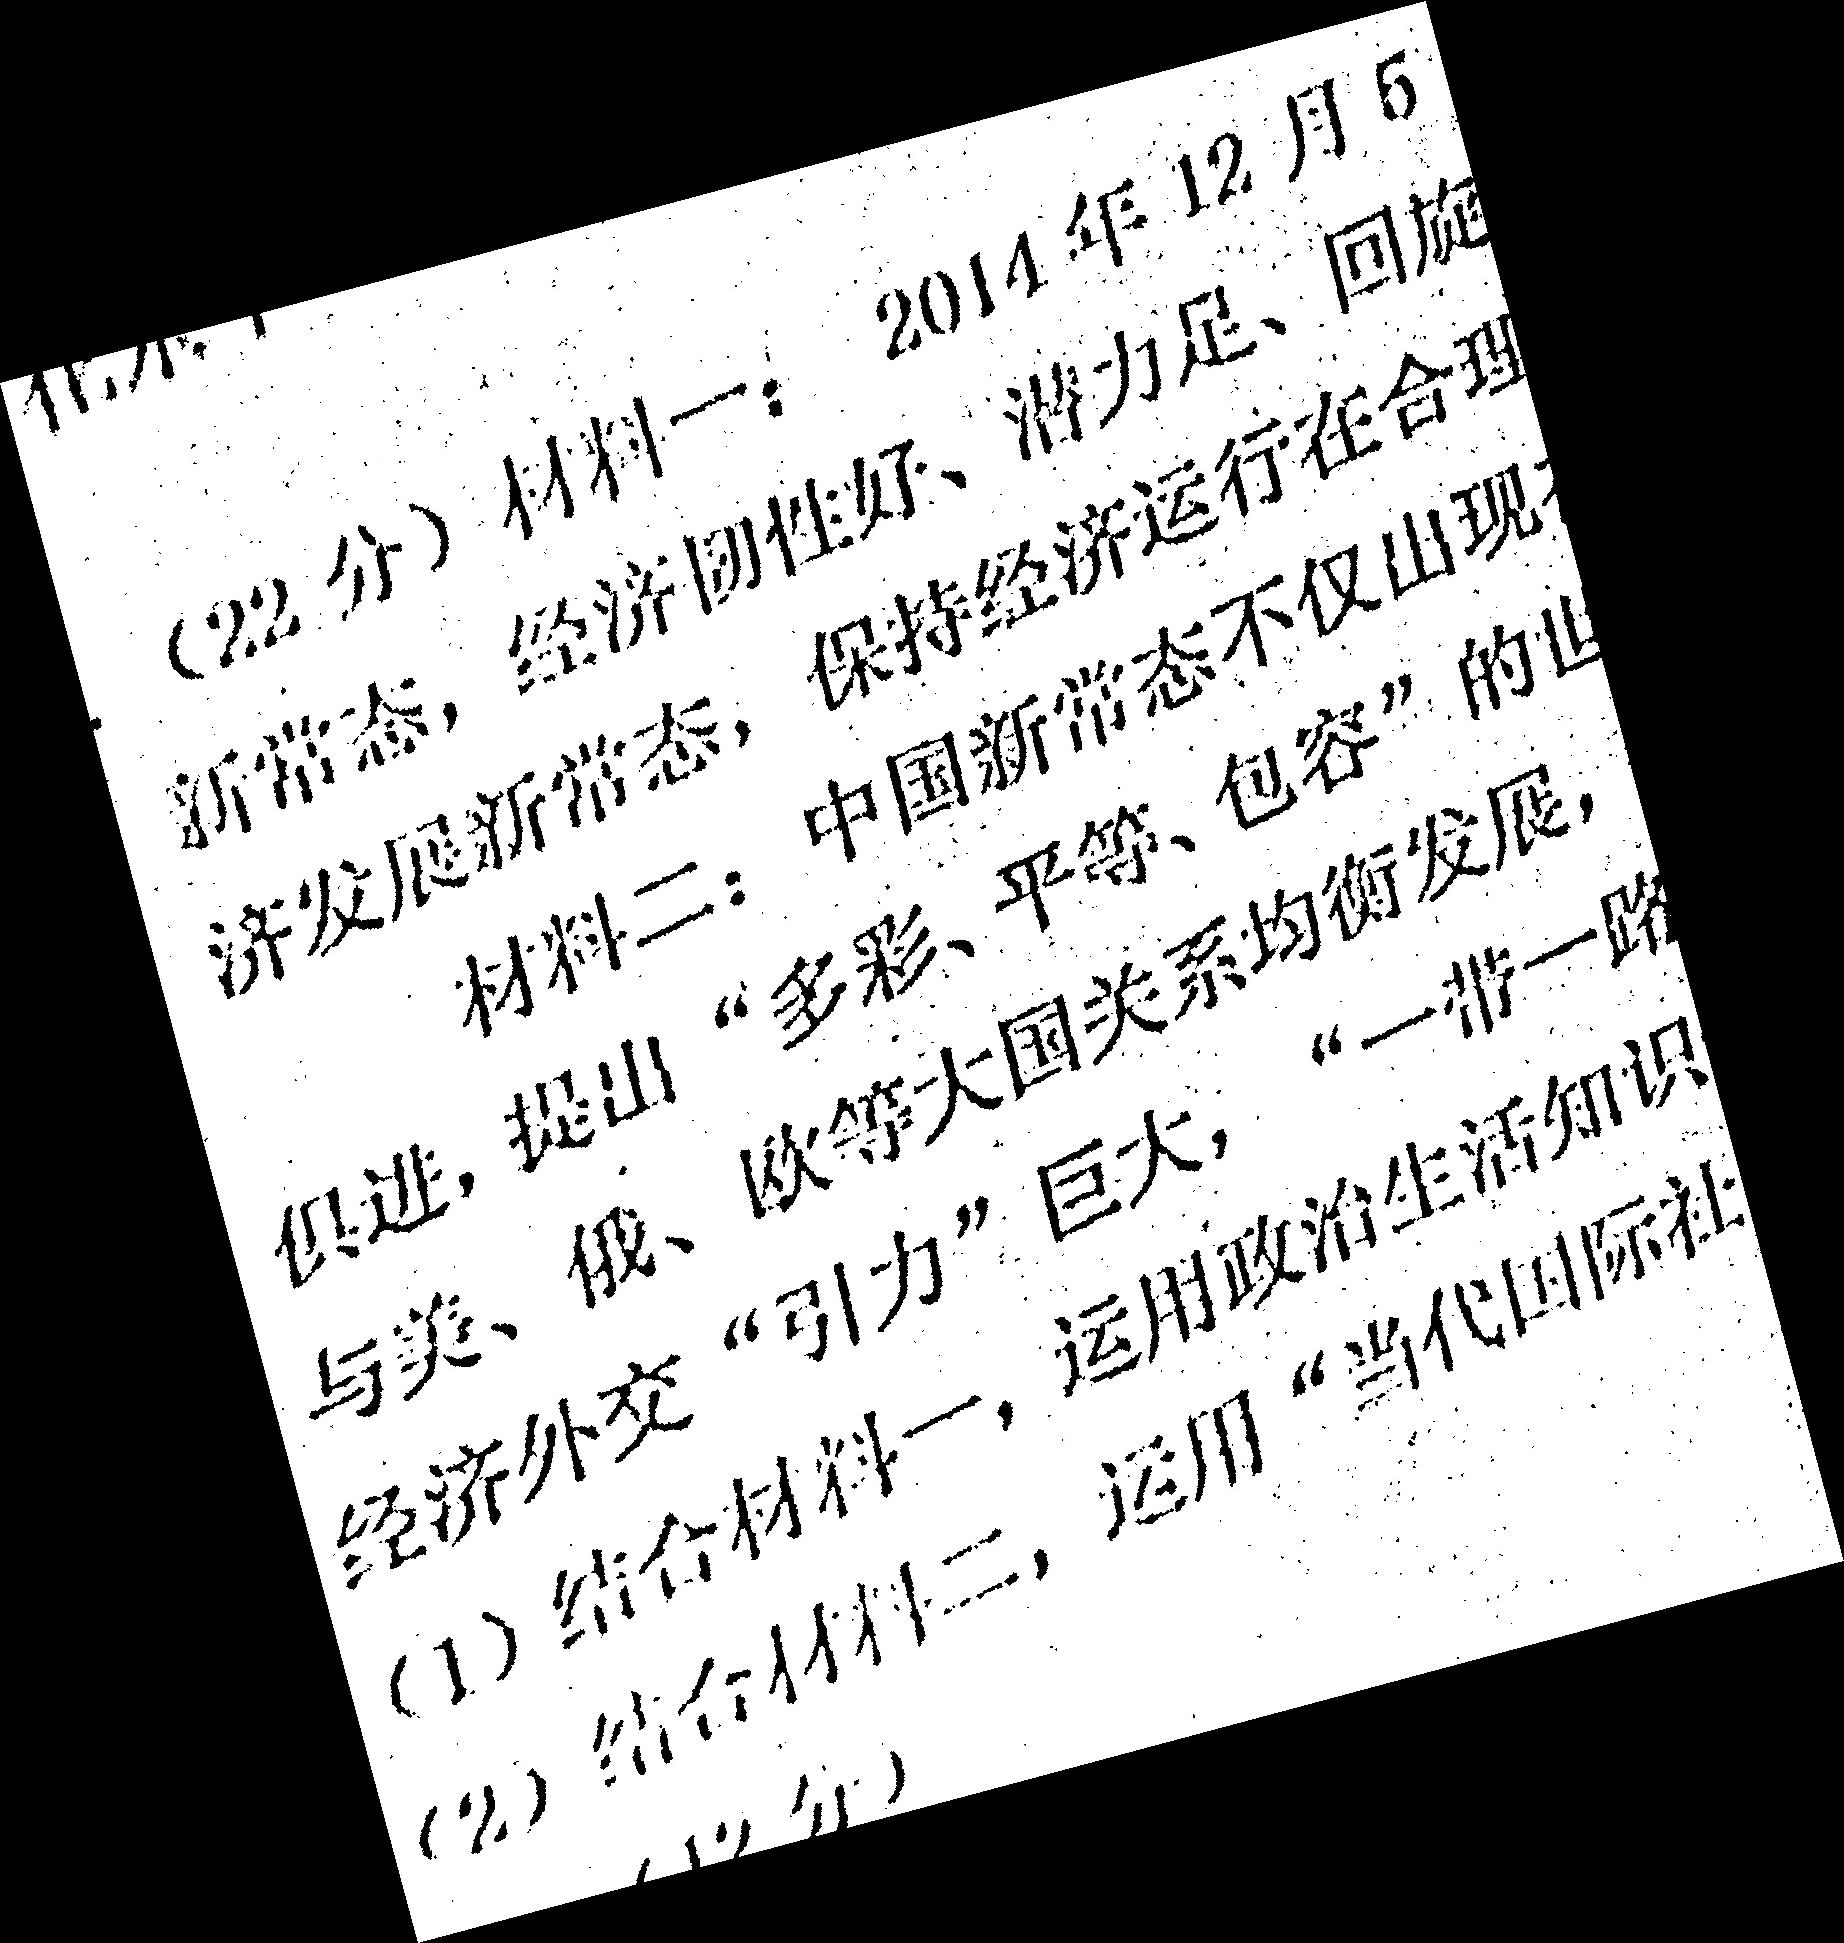 （22 分）材料一： 2014 年 12 月 5
新常态，经济韧性好、潜力足、回旋
济发展新常态，保持经济运行在合理
材料二：中国新常态不仅出现
俱进，提出“多彩、平等、包容”的世
与美、俄、欧等大国关系均衡发展，
经济外交“引力”巨大，“一带一路
（1）结合材料一，运用政治生活知识
（2）结合材料二，运用“当代国际社
（12 分）